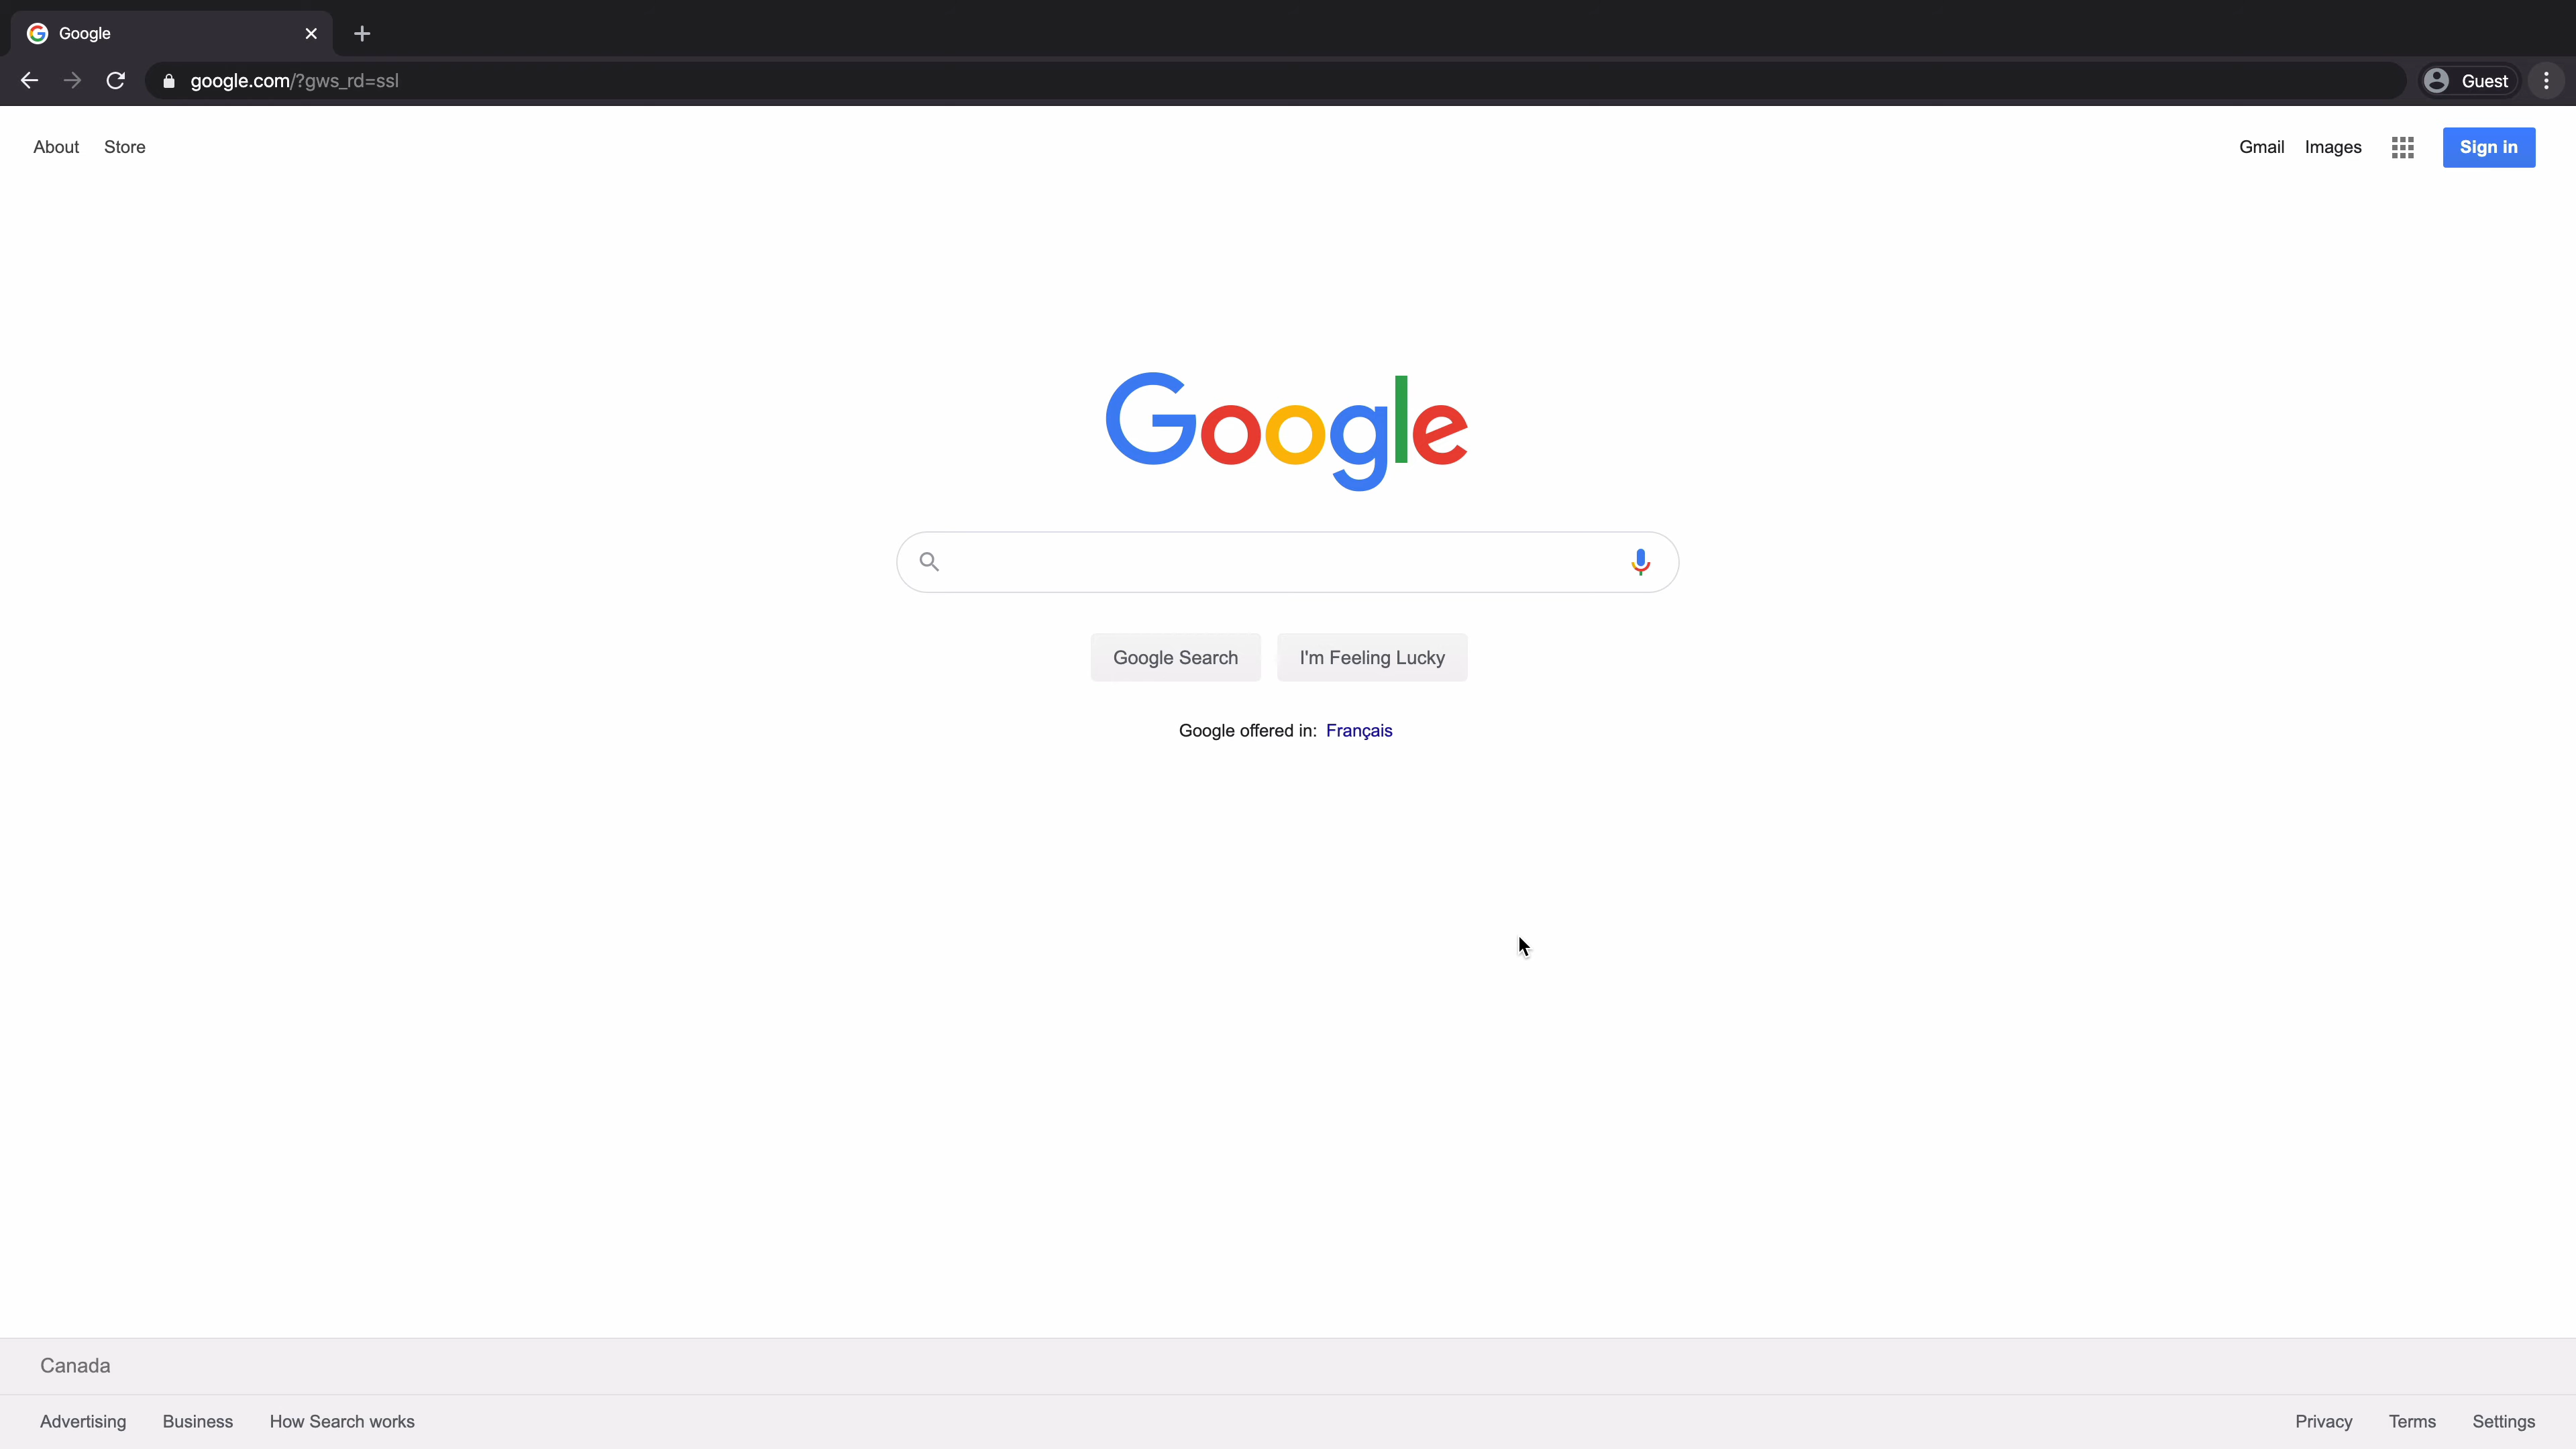 Google
google.com/?gws_rd=ssl
Guest
About Store
Gmail Images Sign in
Google
Google Search I'm Feeling Lucky
Google offered in: Français
Canada
Advertising Business How Search works
Privacy Terms Settings